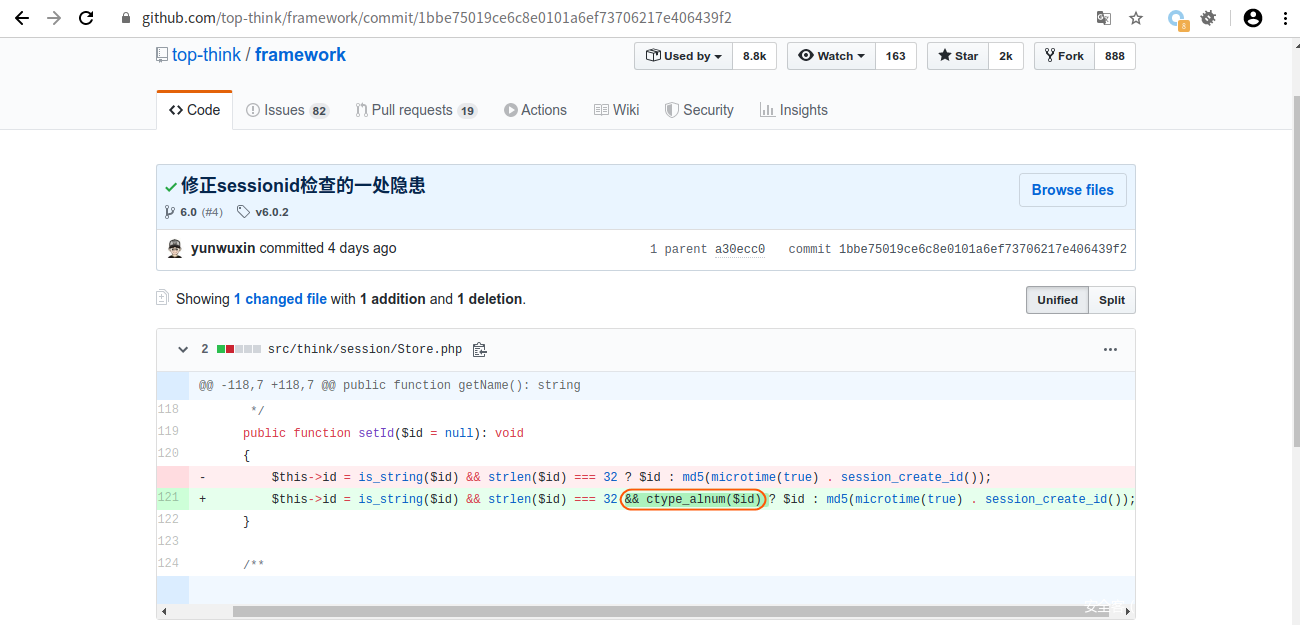 github.com/top-think/framework/commit/1bbe75019ce6c8e0101a6ef73706217e406439f2
8
top-think / framework
Used by 8.8k Watch 163 Star 2k Fork 888
Code Issues 82 Pull requests 19 Actions Wiki Security Insights
修正sessionid检查的一处隐患
Browse files
6.0 (#4) v6.0.2
yunwuxin committed 4 days ago 1 parent a30ecc0 commit 1bbe75019ce6c8e0101a6ef73706217e406439f2
Showing 1 changed file with 1 addition and 1 deletion.
Unified Split
2 src/think/session/Store.php
@@ -118,7 +118,7 @@ public function getName(): string
118 */
119 public function setId($id = null): void
120 {
- $this->id = is_string($id) && strlen($id) === 32 ? $id : md5(microtime(true) . session_create_id());
121 + $this->id = is_string($id) && strlen($id) === 32 && ctype_alnum($id) ? $id : md5(microtime(true) . session_create_id());
122 }
123
124 /**
安全客